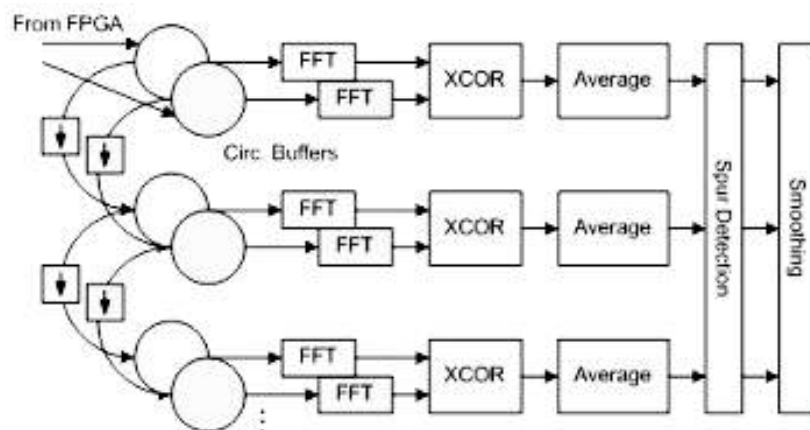 From FPGA
FFT
FFT
XCOR
Average
Circ. Buffers
FFT
FFT
XCOR
Average
FFT
FFT
XCOR
Average
Spur Detection
Smoothing